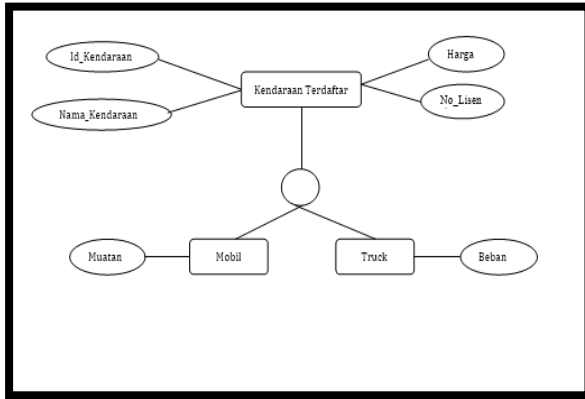 Id_Kendaraan
Harga
Kendaraan Terdaftar
No_Lisen
Nama_Kendaraan
Muatan
Mobil
Truck
Beban